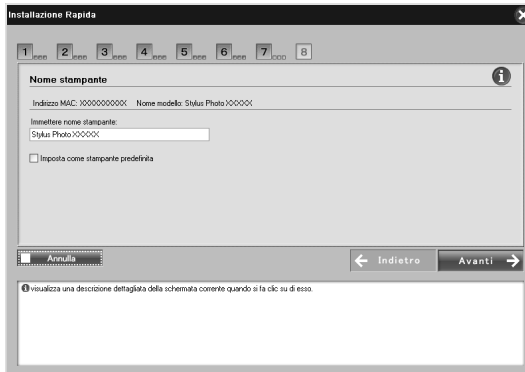 Installazione Rapida
1 2 3 4 5 6 7 8
Nome stampante
Indirizzo MAC: XXXXXXXXXX Nome modello: Stylus Photo XXXXX
Immettere nome stampante:
Stylus Photo XXXXX
Imposta come stampante predefinita
Annulla
Indietro
Avanti
visualizza una descrizione dettagliata della schermata corrente quando si fa clic su di esso.